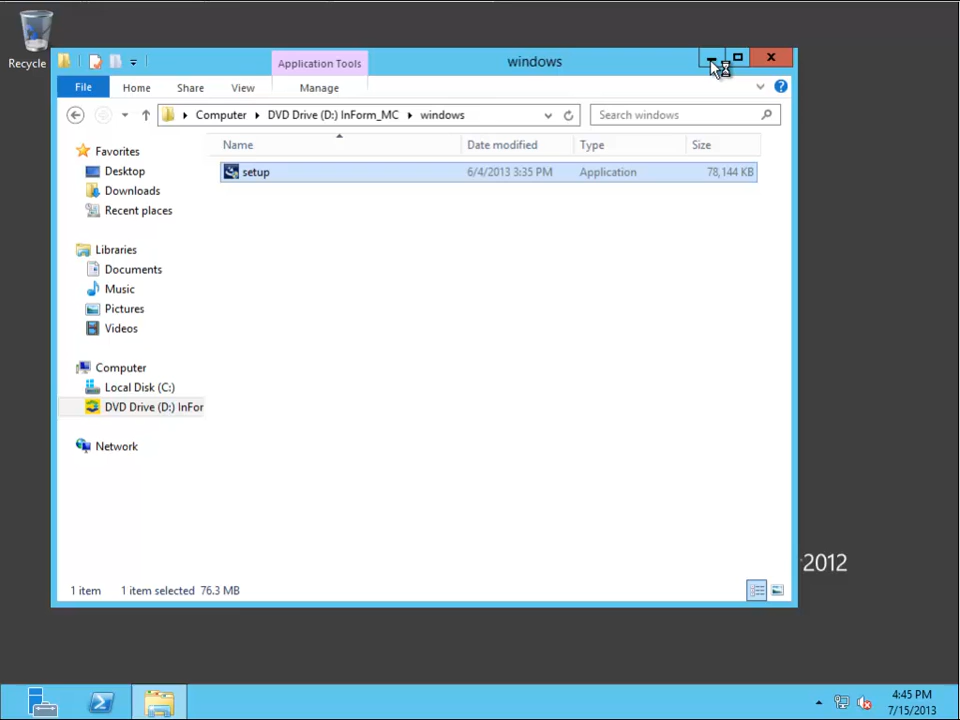 Recycle
Application Tools
windows
File
Home
Share
View
Manage
Computer
DVD Drive (D:) InForm_MC
windows
Search windows
Name
Date modified
Type
Size
setup
6/4/2013 3:35 PM
Application
78,144 KB
Favorites
Desktop
Downloads
Recent places
Libraries
Documents
Music
Pictures
Videos
Computer
Local Disk (C:)
DVD Drive (D:) InFor
Network
1 item
1 item selected 76.3 MB
2012
4:45 PM
7/15/2013